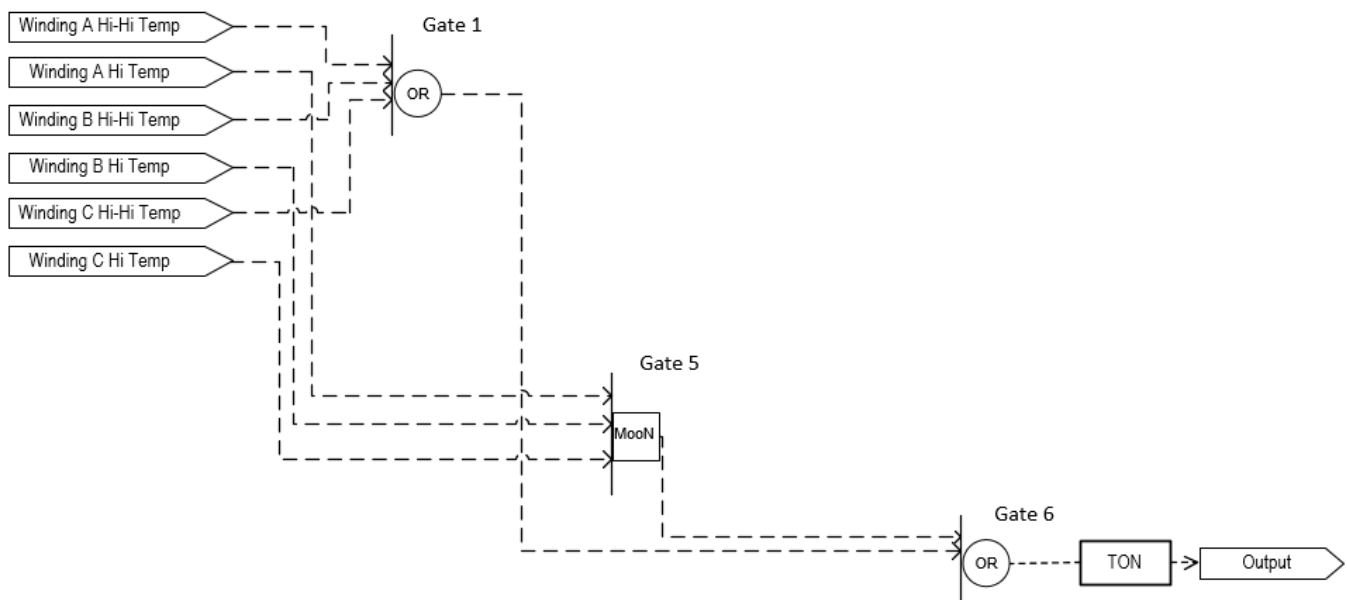 Winding A Hi-Hi Temp
Gate 1
Winding A Hi Temp
OR
Winding B Hi-Hi Temp
Winding B Hi Temp
Winding C Hi-Hi Temp
Winding C Hi Temp
Gate 5
MooN
Gate 6
OR
TON
Output